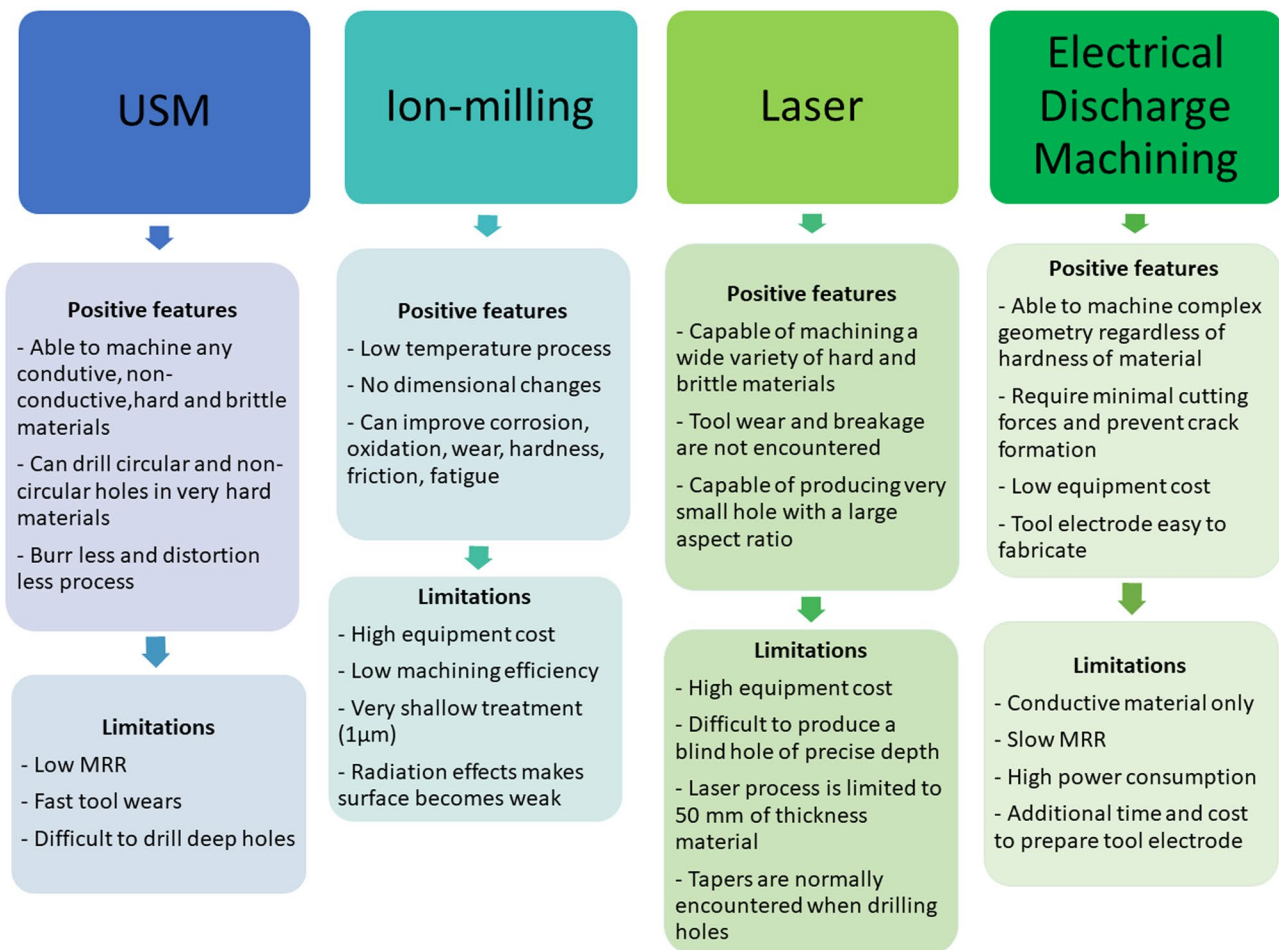 USM
Positive features
- Able to machine any
condutive, non-
conductive,hard and brittle
materials
- Can drill circular and non-
circular holes in very hard
materials
- Burr less and distortion
less process
Limitations
- Low MRR
- Fast tool wears
- Difficult to drill deep holes
Ion-milling
Positive features
- Low temperature process
- No dimensional changes
- Can improve corrosion,
oxidation, wear, hardness,
friction, fatigue
Limitations
- High equipment cost
- Low machining efficiency
- Very shallow treatment
(1µm)
- Radiation effects makes
surface becomes weak
Laser
Positive features
- Capable of machining a
wide variety of hard and
brittle materials
- Tool wear and breakage
are not encountered
- Capable of producing very
small hole with a large
aspect ratio
Limitations
- High equipment cost
- Difficult to produce a
blind hole of precise depth
- Laser process is limited to
50 mm of thickness
material
- Tapers are normally
encountered when drilling
holes
Electrical
Discharge
Machining
Positive features
- Able to machine complex
geometry regardless of
hardness of material
- Require minimal cutting
forces and prevent crack
formation
- Low equipment cost
- Tool electrode easy to
fabricate
Limitations
- Conductive material only
- Slow MRR
- High power consumption
- Additional time and cost
to prepare tool electrode